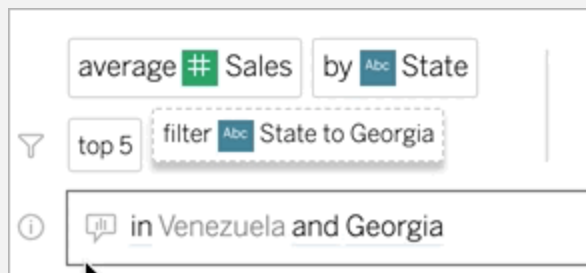 average # Sales by Abc State
top 5 filter Abc State to Georgia
in Venezuela and Georgia